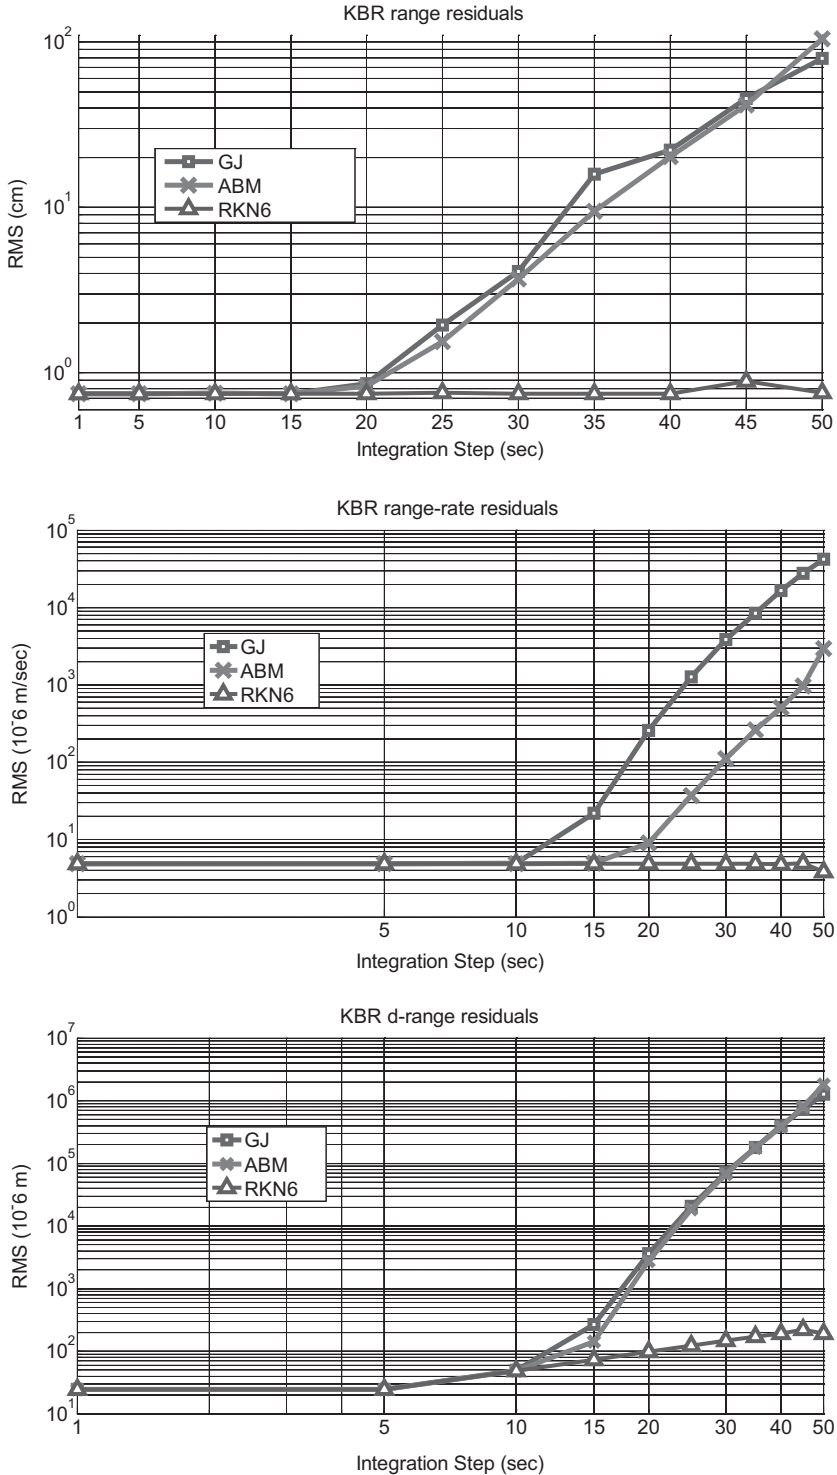 KBR range residuals
10^2
10^1
10^0
RMS (cm)
GJ
ABM
RKN6
1 5 10 15 20 25 30 35 40 45 50
Integration Step (sec)
KBR range-rate residuals
10^5
10^4
10^3
10^2
10^1
10^0
RMS (10^-6 m/sec)
GJ
ABM
RKN6
5 10 15 20 30 40 50
Integration Step (sec)
KBR d-range residuals
10^7
10^6
10^5
10^4
10^3
10^2
10^1
RMS (10^-6 m)
GJ
ABM
RKN6
1 5 10 15 20 30 40 50
Integration Step (sec)